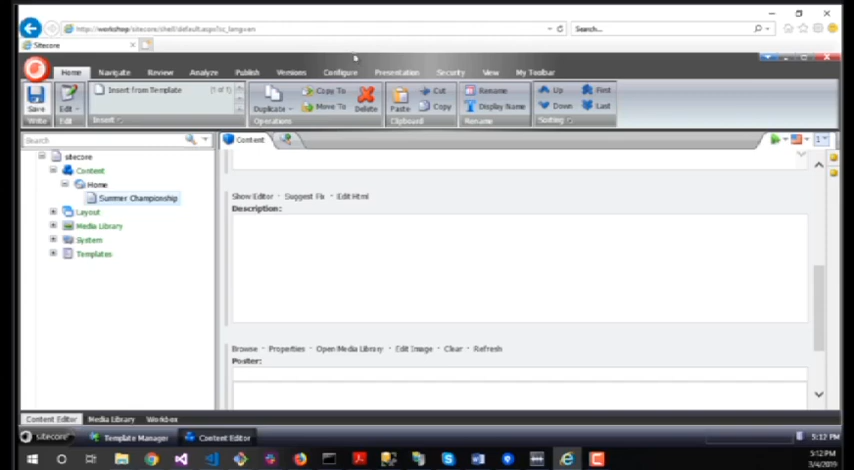 http://workshop/sitecore/shell/default.aspx?sc_lang=en
Search...
Sitecore
Home Navigate Review Analyze Publish Versions Configure Presentation Security View My Toolbar
Insert from Template (1 of 1)
Copy To Cut Rename Up First
Save Edit Duplicate Move To Delete Paste Copy Display Name Down Last
Write Edit Insert Operations Clipboard Rename Sorting
Search
Content
sitecore
Content
Home
Summer Championship
Layout
Media Library
System
Templates
Show Editor · Suggest Fix · Edit Html
Description:
Browse · Properties · Open Media Library · Edit Image · Clear · Refresh
Poster:
Content Editor Media Library Workbox
sitecore Template Manager Content Editor 5:12 PM
5:12 PM
3/4/2019